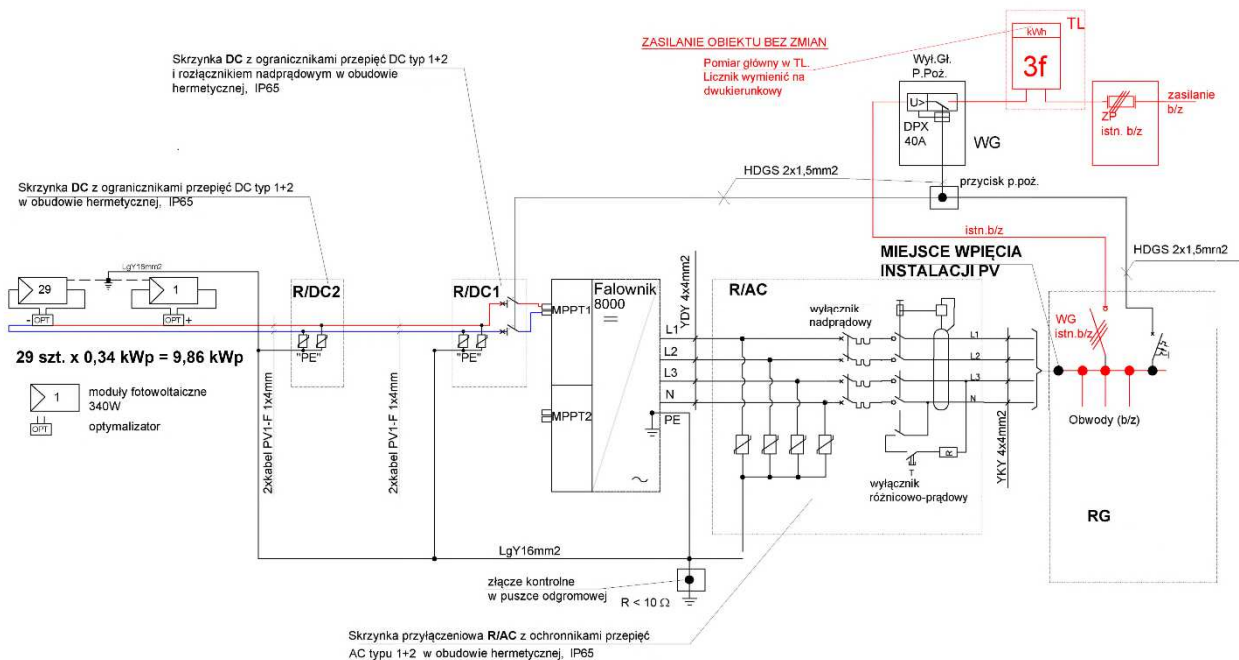 Skrzynka DC z ogranicznikami przepięć DC typ 1+2
i rozłącznikiem nadprądowym w obudowie
hermetycznej, IP65
ZASILANIE OBIEKTU BEZ ZMIAN
Pomiar główny w TL.
Licznik wymienić na
dwukierunkowy
kWh
3f
TL
Wył.Gł.
P.Poż.
U>
DPX
40A
WG
ZP
istn. b/z
zasilanie
b/z
HDGS 2x1,5mm2
przycisk p.poż.
Skrzynka DC z ogranicznikami przepięć DC typ 1+2
w obudowie hermetycznej, IP65
istn.b/z
HDGS 2x1,5mm2
MIEJSCE WPIĘCIA
INSTALACJI PV
LgY16mm2
29
1
- OPT
OPT +
R/DC2
R/DC1
"PE"
"PE"
29 szt. x 0,34 kWp = 9,86 kWp
1
moduły fotowoltaiczne
340W
OPT
optymalizator
2xkabel PV1-F 1x4mm
2xkabel PV1-F 1x4mm
MPPT1
MPPT2
Falownik
8000
L1
L2
L3
N
PE
YDY 4x4mm2
R/AC
wyłącznik
nadprądowy
T
L1
L2
L3
N
R
T
wyłącznik
różnicowo-prądowy
YKY 4x4mm2
WG
istn.b/z
Obwody (b/z)
RG
LgY16mm2
złącze kontrolne
w puszce odgromowej
R < 10 Ω
Skrzynka przyłączeniowa R/AC z ochronnikami przepięć
AC typu 1+2 w obudowie hermetycznej, IP65